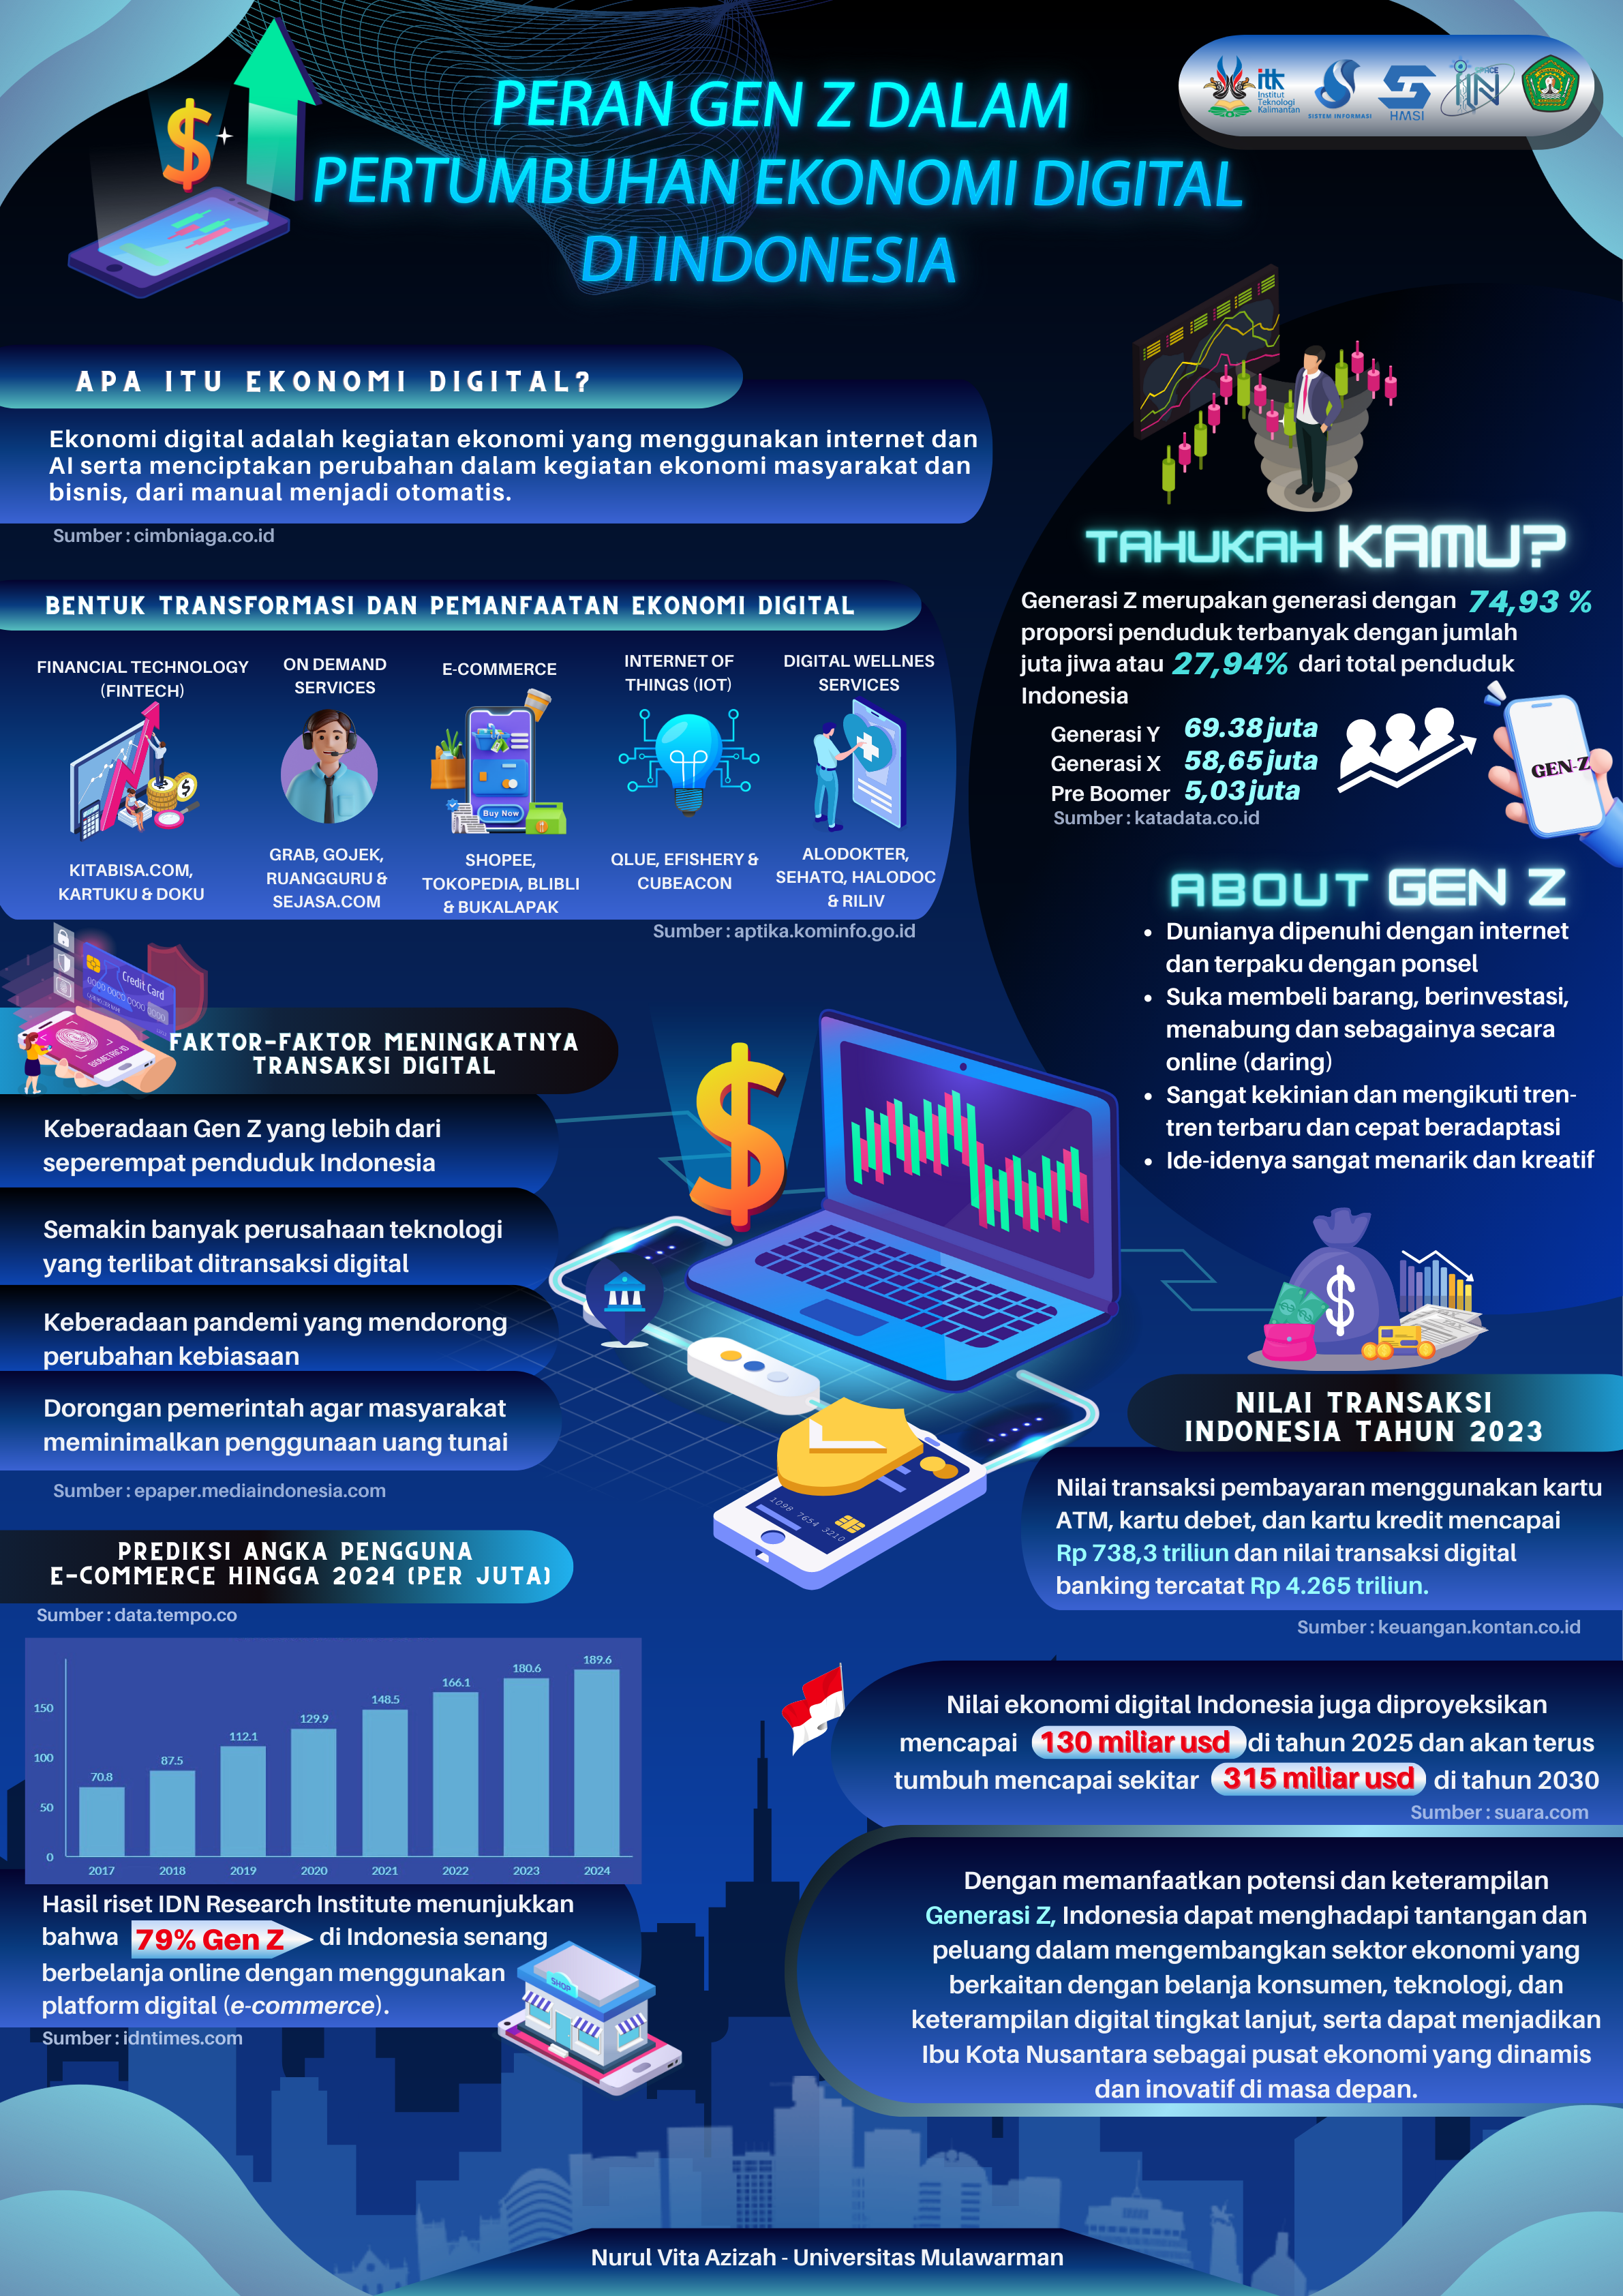 PERAN GEN Z DALAM
PERTUMBUHAN EKONOMI DIGITAL
DI INDONESIA
itk
Institut
Teknologi
Kalimantan
SISTEM INFORMASI
HMSI
SPACE
IN
APA ITU EKONOMI DIGITAL?
Ekonomi digital adalah kegiatan ekonomi yang menggunakan internet dan
AI serta menciptakan perubahan dalam kegiatan ekonomi masyarakat dan
bisnis, dari manual menjadi otomatis.
Sumber : cimbniaga.co.id
BENTUK TRANSFORMASI DAN PEMANFAATAN EKONOMI DIGITAL
FINANCIAL TECHNOLOGY
(FINTECH)
KITABISA.COM,
KARTUKU & DOKU
ON DEMAND
SERVICES
GRAB, GOJEK,
RUANGGURU &
SEJASA.COM
E-COMMERCE
Buy Now
SHOPEE,
TOKOPEDIA, BLIBLI
& BUKALAPAK
INTERNET OF
THINGS (IOT)
QLUE, EFISHERY &
CUBEACON
DIGITAL WELLNES
SERVICES
ALODOKTER,
SEHATQ, HALODOC
& RILIV
Sumber : aptika.kominfo.go.id
TAHUKAH KAMU?
Generasi Z merupakan generasi dengan 74,93 %
proporsi penduduk terbanyak dengan jumlah
juta jiwa atau 27,94% dari total penduduk
Indonesia
Generasi Y 69.38 juta
Generasi X 58,65 juta
Pre Boomer 5,03 juta
Sumber : katadata.co.id
GEN-Z
ABOUT GEN Z
• Dunianya dipenuhi dengan internet
dan terpaku dengan ponsel
• Suka membeli barang, berinvestasi,
menabung dan sebagainya secara
online (daring)
• Sangat kekinian dan mengikuti tren-
tren terbaru dan cepat beradaptasi
• Ide-idenya sangat menarik dan kreatif
Credit Card
0000 0000 0000 0000
BIOMETRIC ID
FAKTOR-FAKTOR MENINGKATNYA
TRANSAKSI DIGITAL
Keberadaan Gen Z yang lebih dari
seperempat penduduk Indonesia
Semakin banyak perusahaan teknologi
yang terlibat ditransaksi digital
Keberadaan pandemi yang mendorong
perubahan kebiasaan
Dorongan pemerintah agar masyarakat
meminimalkan penggunaan uang tunai
Sumber : epaper.mediaindonesia.com
1098 7654 3210
NILAI TRANSAKSI
INDONESIA TAHUN 2023
Nilai transaksi pembayaran menggunakan kartu
ATM, kartu debet, dan kartu kredit mencapai
Rp 738,3 triliun dan nilai transaksi digital
banking tercatat Rp 4.265 triliun.
Sumber : keuangan.kontan.co.id
PREDIKSI ANGKA PENGGUNA
E-COMMERCE HINGGA 2024 (PER JUTA)
Sumber : data.tempo.co
150
100
50
0
70.8
87.5
112.1
129.9
148.5
166.1
180.6
189.6
2017 2018 2019 2020 2021 2022 2023 2024
Hasil riset IDN Research Institute menunjukkan
bahwa 79% Gen Z di Indonesia senang
berbelanja online dengan menggunakan
platform digital (e-commerce).
Sumber : idntimes.com
SHOP
Nilai ekonomi digital Indonesia juga diproyeksikan
mencapai 130 miliar usd di tahun 2025 dan akan terus
tumbuh mencapai sekitar 315 miliar usd di tahun 2030
Sumber : suara.com
Dengan memanfaatkan potensi dan keterampilan
Generasi Z, Indonesia dapat menghadapi tantangan dan
peluang dalam mengembangkan sektor ekonomi yang
berkaitan dengan belanja konsumen, teknologi, dan
keterampilan digital tingkat lanjut, serta dapat menjadikan
Ibu Kota Nusantara sebagai pusat ekonomi yang dinamis
dan inovatif di masa depan.
Nurul Vita Azizah - Universitas Mulawarman